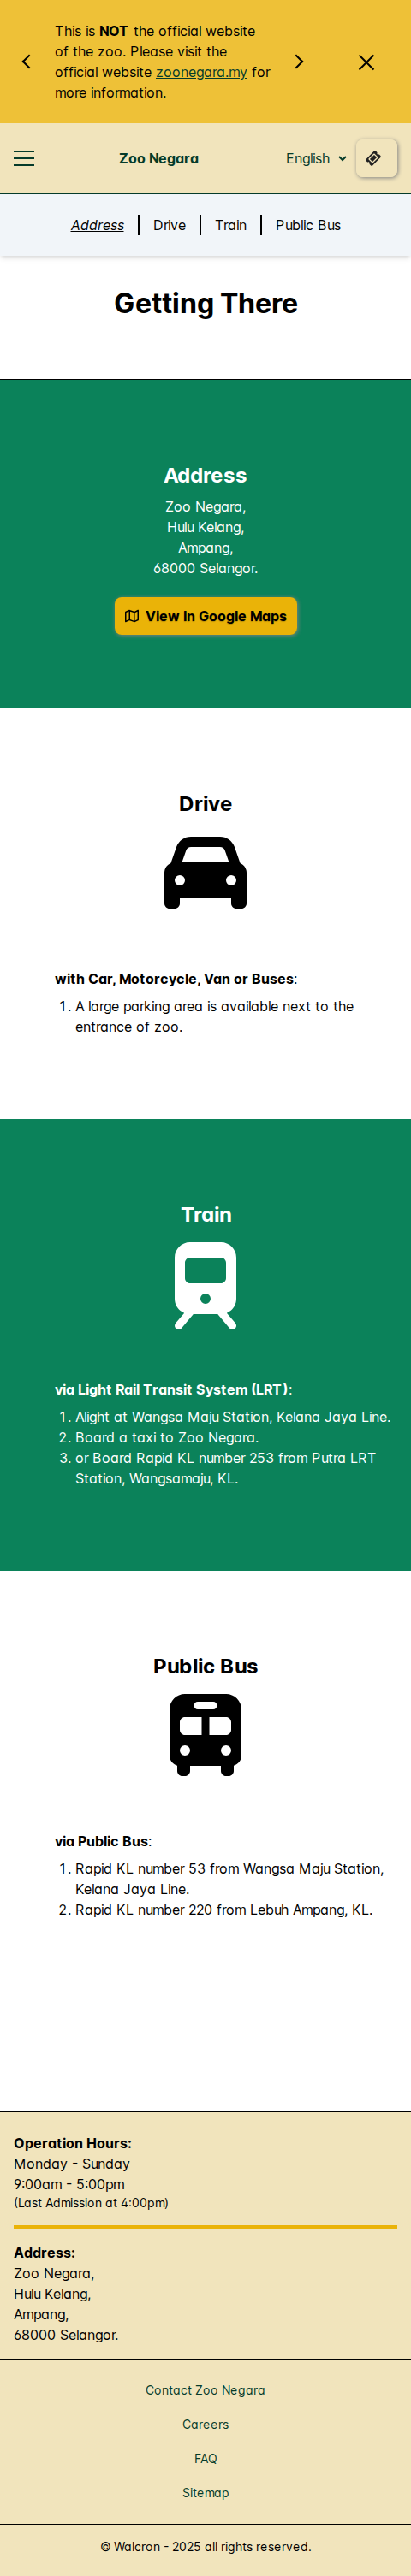 This is NOT the official website
of the zoo. Please visit the
official website zoonegara.my for
more information.
Zoo Negara
English
Address
Drive
Train
Public Bus
Getting There
Address
Zoo Negara,
Hulu Kelang,
Ampang,
68000 Selangor.
View In Google Maps
Drive
with Car, Motorcycle, Van or Buses:
1. A large parking area is available next to the
entrance of zoo.
Train
via Light Rail Transit System (LRT):
1. Alight at Wangsa Maju Station, Kelana Jaya Line.
2. Board a taxi to Zoo Negara.
3. or Board Rapid KL number 253 from Putra LRT
Station, Wangsamaju, KL.
Public Bus
via Public Bus:
1. Rapid KL number 53 from Wangsa Maju Station,
Kelana Jaya Line.
2. Rapid KL number 220 from Lebuh Ampang, KL.
Operation Hours:
Monday - Sunday
9:00am - 5:00pm
(Last Admission at 4:00pm)
Address:
Zoo Negara,
Hulu Kelang,
Ampang,
68000 Selangor.
Contact Zoo Negara
Careers
FAQ
Sitemap
© Walcron - 2025 all rights reserved.